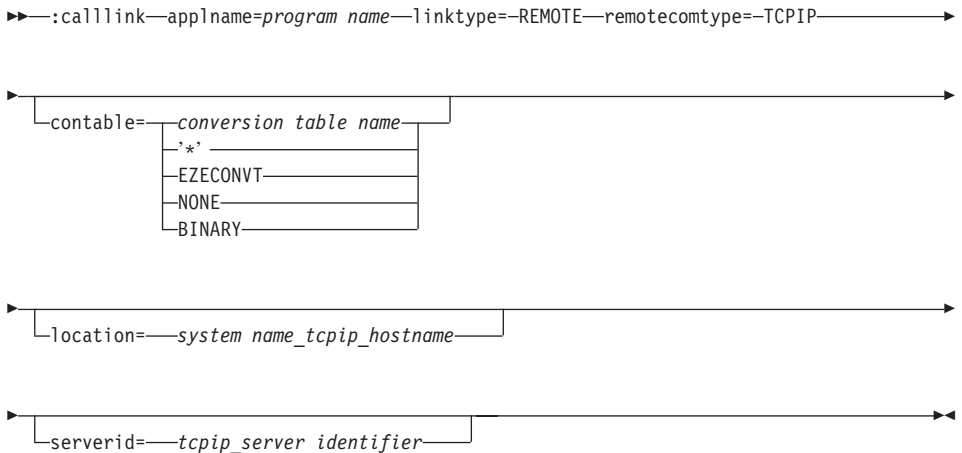 :calllink applname=program name linktype= REMOTE remotecomtype= TCPIP
contable= conversion table name
'*'
EZECONVT
NONE
BINARY
location= system name_tcpip_hostname
serverid= tcpip_server identifier